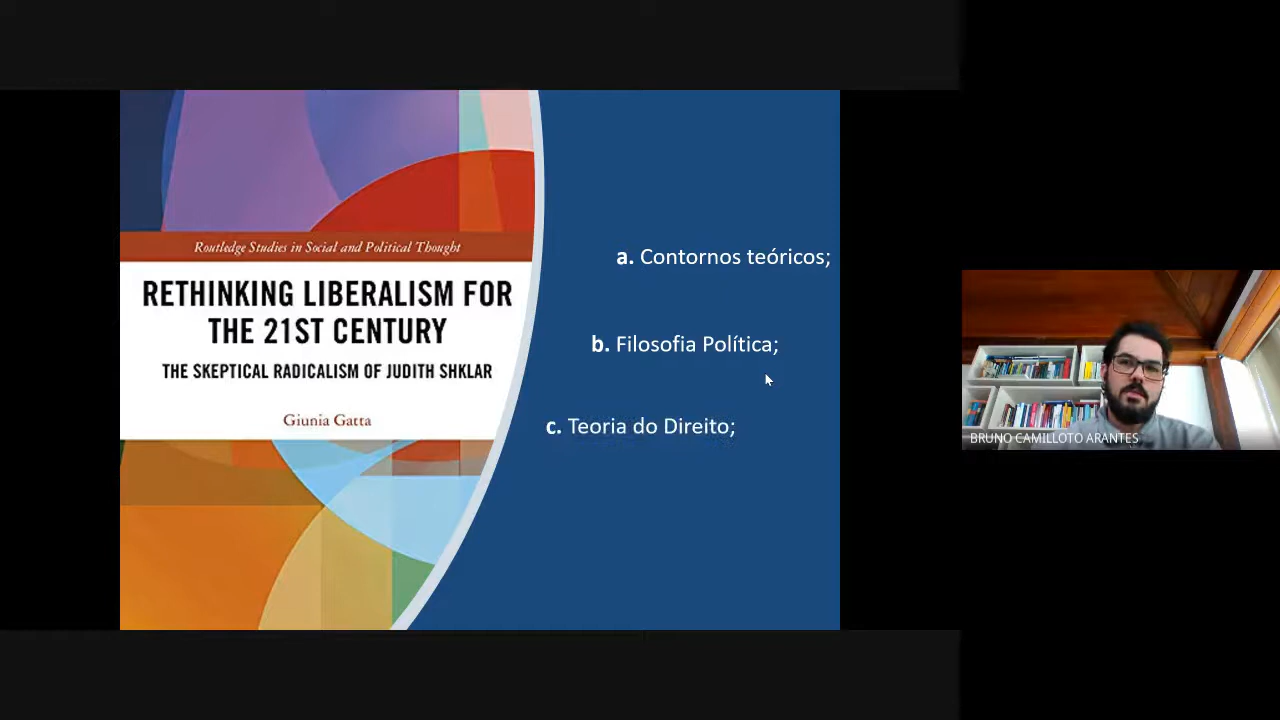 Routledge Studies in Social and Political Thought
RETHINKING LIBERALISM FOR
THE 21ST CENTURY
THE SKEPTICAL RADICALISM OF JUDITH SHKLAR
Giunia Gatta
a. Contornos teóricos;
b. Filosofia Política;
c. Teoria do Direito;
BRUNO CAMILLOTO ARANTES